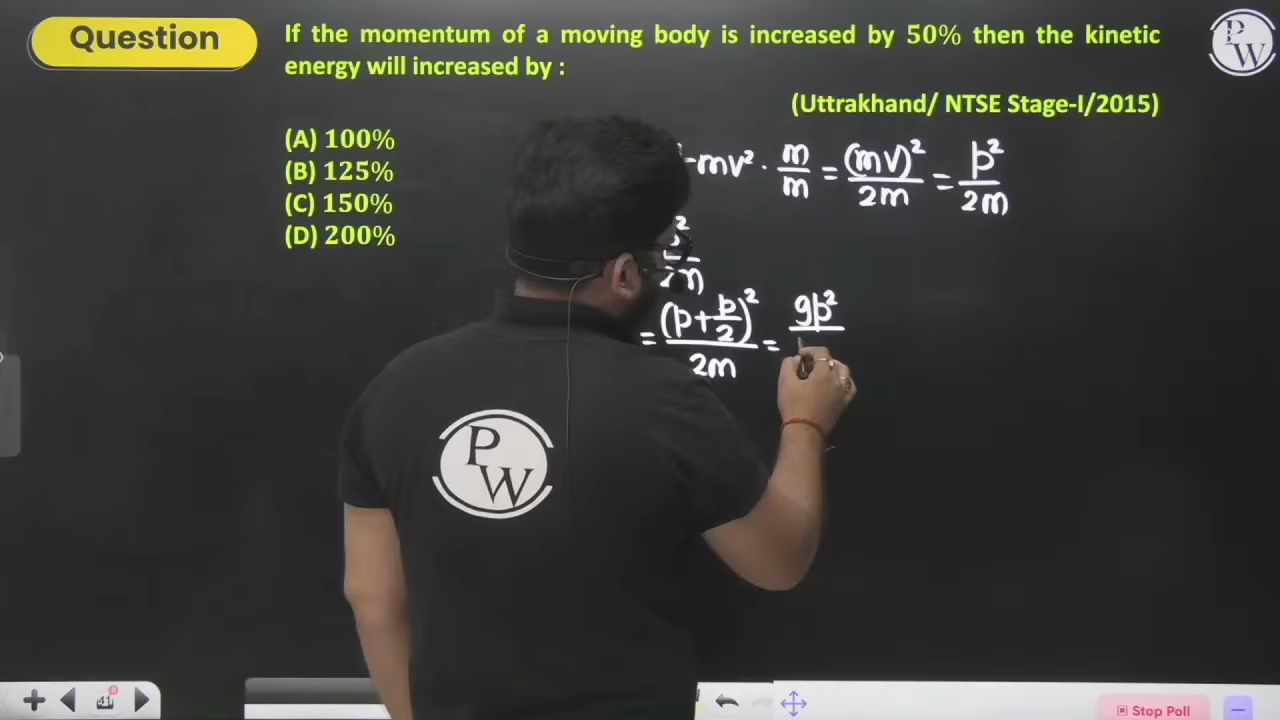 Question
If the momentum of a moving body is increased by 50% then the kinetic
energy will increased by :
(Uttrakhand/ NTSE Stage-I/2015)
(A) 100%
(B) 125%
(C) 150%
(D) 200%
mv² · m/m = (mv)²/2m = p²/2m
= (p + p/2)²/2m = 9p²
PW
PW
41
Stop Poll